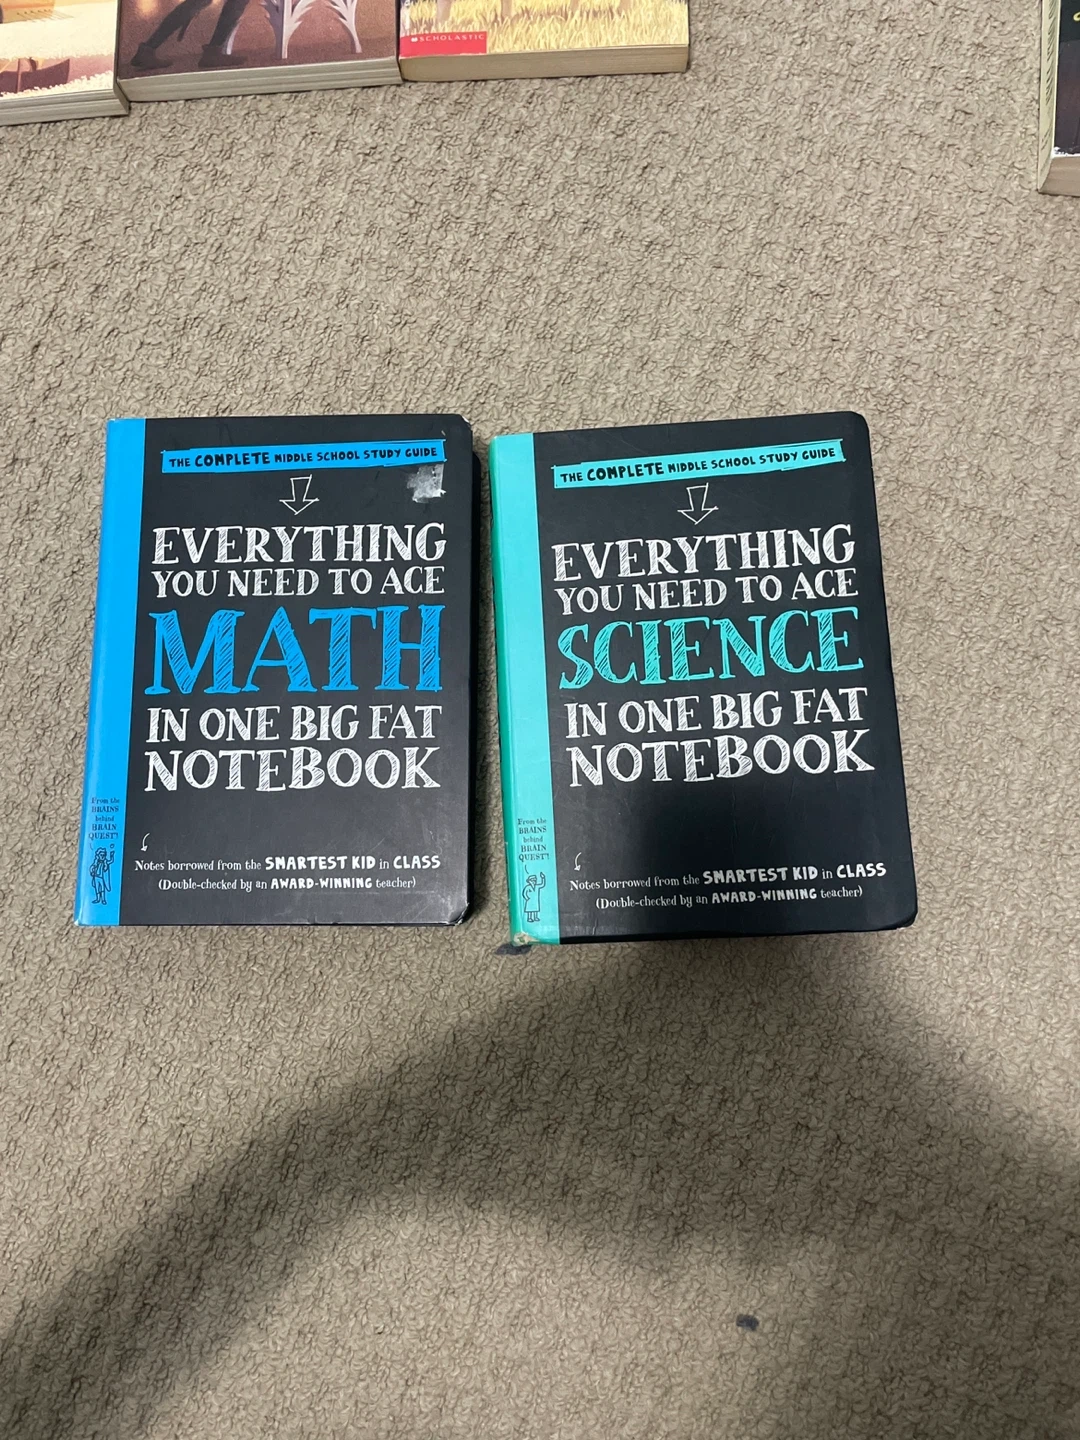 SCHOLASTIC
THE COMPLETE MIDDLE SCHOOL STUDY GUIDE
EVERYTHING
YOU NEED TO ACE
MATH
IN ONE BIG FAT
NOTEBOOK
From the
BRAINS
behind
BRAIN
QUEST!
Notes borrowed from the SMARTEST KID in CLASS
(Double-checked by an AWARD-WINNING teacher)
THE COMPLETE MIDDLE SCHOOL STUDY GUIDE
EVERYTHING
YOU NEED TO ACE
SCIENCE
IN ONE BIG FAT
NOTEBOOK
From the
BRAINS
behind
BRAIN
QUEST!
Notes borrowed from the SMARTEST KID in CLASS
(Double-checked by an AWARD-WINNING teacher)